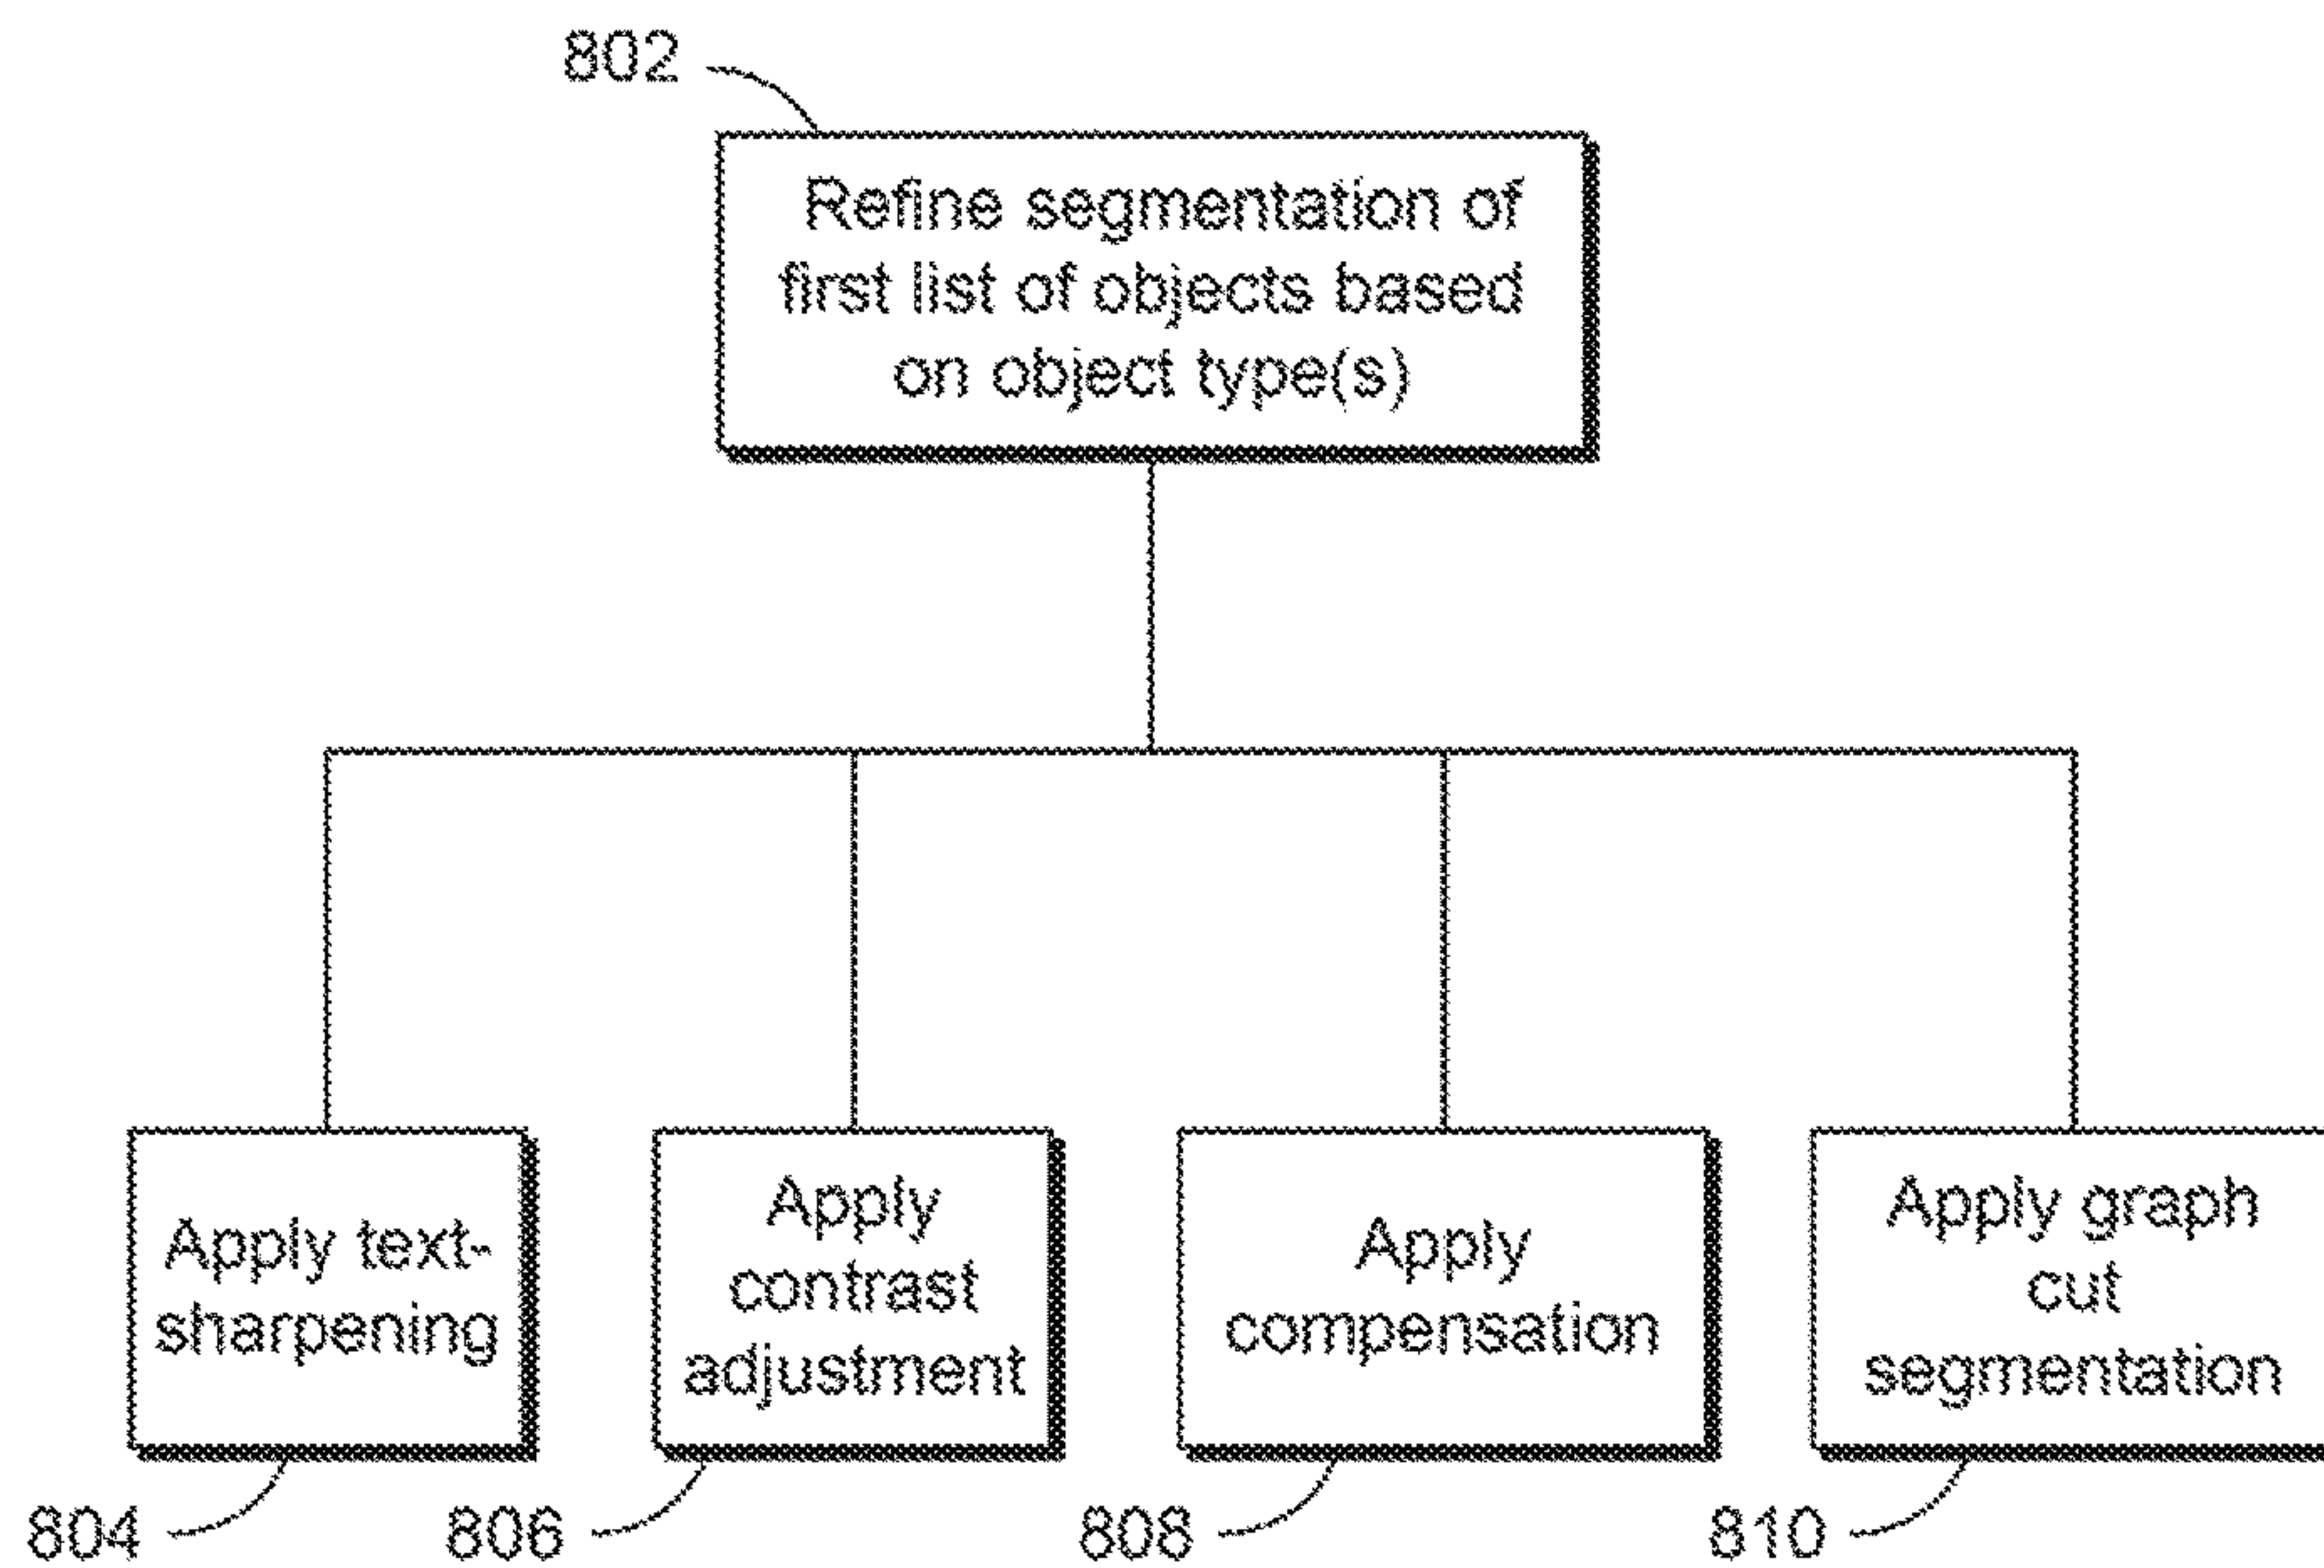 802
Refine segmentation of
first list of objects based
on object type(s)
Apply text-
sharpening
Apply
contrast
adjustment
Apply
compensation
Apply graph
cut
segmentation
804
806
808
810